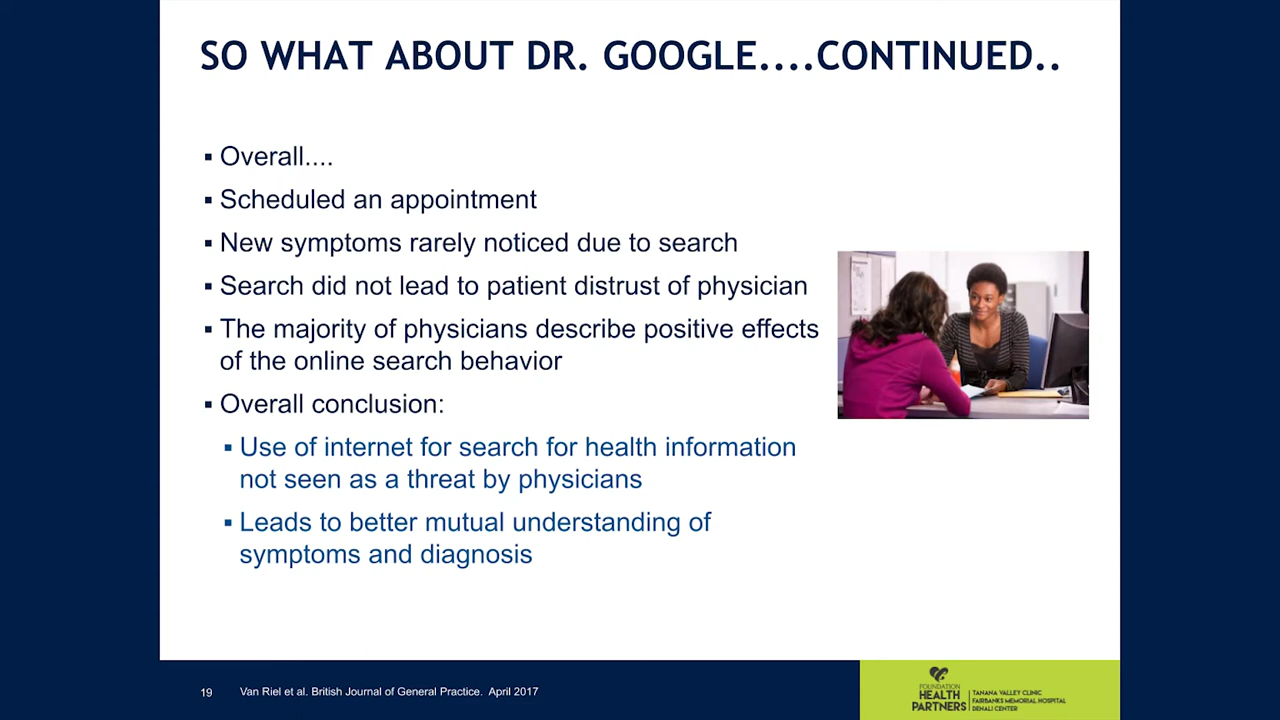 SO WHAT ABOUT DR. GOOGLE....CONTINUED..
▪ Overall....
▪ Scheduled an appointment
▪ New symptoms rarely noticed due to search
▪ Search did not lead to patient distrust of physician
▪ The majority of physicians describe positive effects
of the online search behavior
▪ Overall conclusion:
▪ Use of internet for search for health information
not seen as a threat by physicians
▪ Leads to better mutual understanding of
symptoms and diagnosis
19
Van Riel et al. British Journal of General Practice. April 2017
FOUNDATION
HEALTH
PARTNERS
TANANA VALLEY CLINIC
FAIRBANKS MEMORIAL HOSPITAL
DENALI CENTER